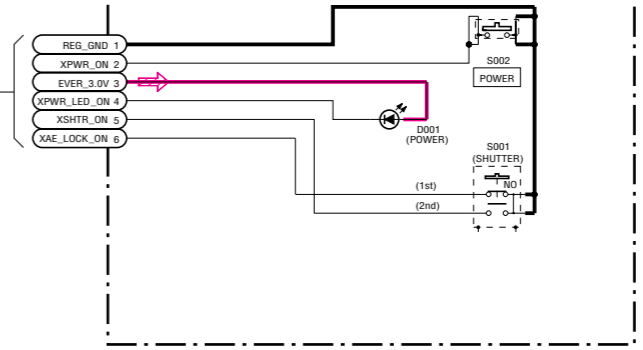 REG_GND 1
XPWR_ON 2
EVER_3.0V 3
XPWR_LED_ON 4
XSHTR_ON 5
XAE_LOCK_ON 6
S002
POWER
D001
(POWER)
S001
(SHUTTER)
NO
(1st)
(2nd)